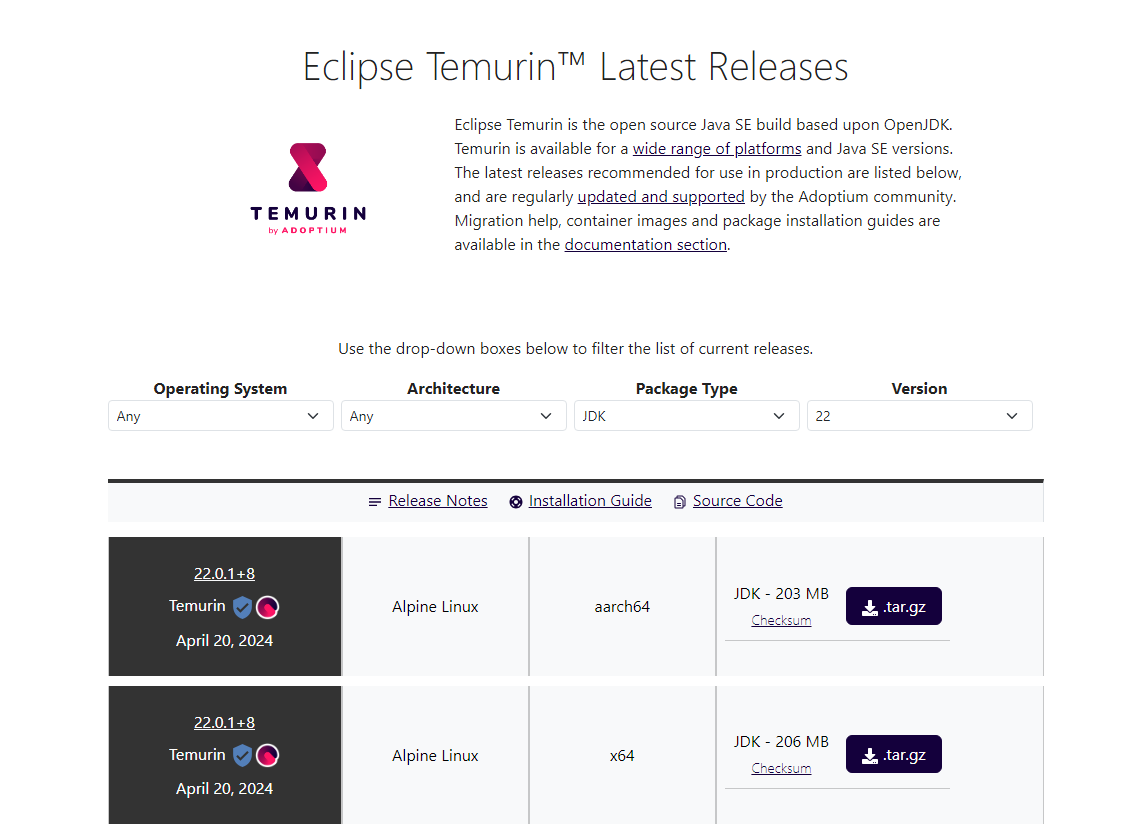 Eclipse Temurin™ Latest Releases
TEMURIN
by ADOPTIUM
Eclipse Temurin is the open source Java SE build based upon OpenJDK.
Temurin is available for a wide range of platforms and Java SE versions.
The latest releases recommended for use in production are listed below,
and are regularly updated and supported by the Adoptium community.
Migration help, container images and package installation guides are
available in the documentation section.
Use the drop-down boxes below to filter the list of current releases.
Operating System Architecture Package Type Version
Any Any JDK 22
Release Notes Installation Guide Source Code
22.0.1+8
Temurin
April 20, 2024
Alpine Linux
aarch64
JDK - 203 MB
Checksum
.tar.gz
22.0.1+8
Temurin
April 20, 2024
Alpine Linux
x64
JDK - 206 MB
Checksum
.tar.gz